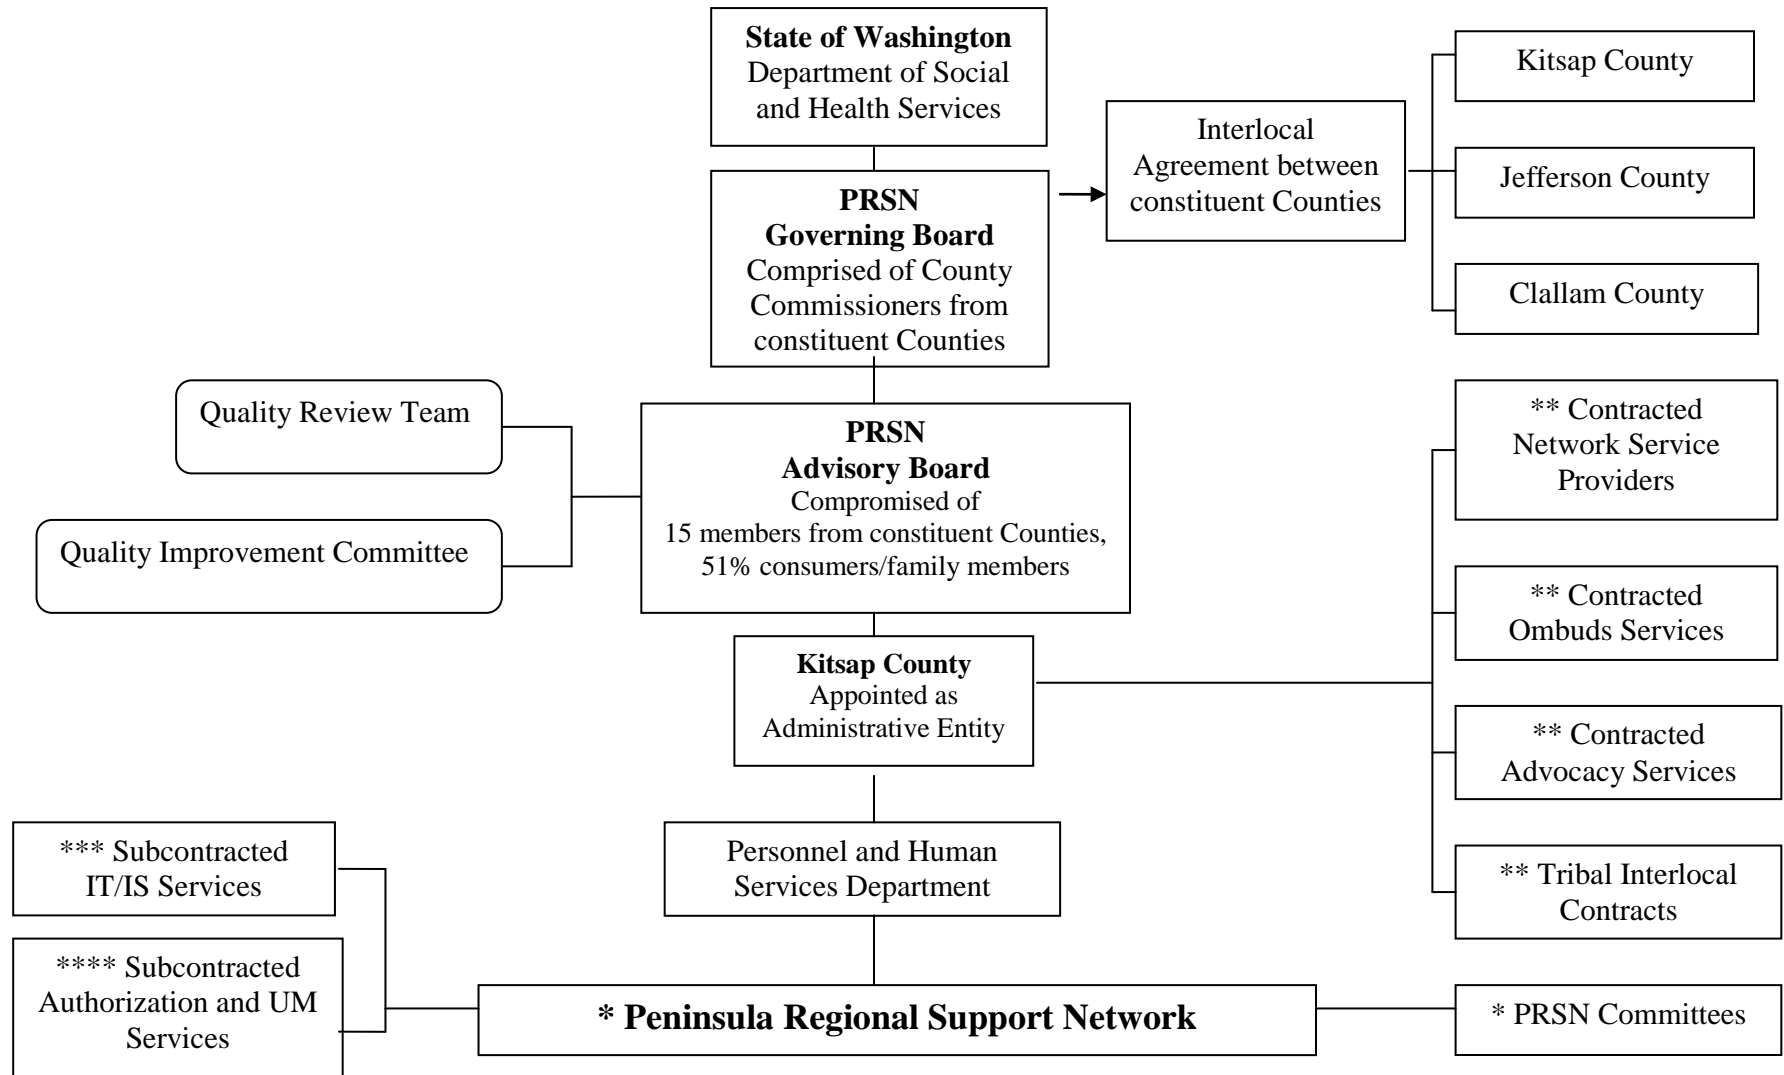 State of Washington
Department of Social
and Health Services
Kitsap County
Interlocal
Agreement between
constituent Counties
Jefferson County
Clallam County
PRSN
Governing Board
Comprised of County
Commissioners from
constituent Counties
Quality Review Team
Quality Improvement Committee
PRSN
Advisory Board
Compromised of
15 members from constituent Counties,
51% consumers/family members
** Contracted
Network Service
Providers
** Contracted
Ombuds Services
Kitsap County
Appointed as
Administrative Entity
** Contracted
Advocacy Services
** Tribal Interlocal
Contracts
Personnel and Human
Services Department
*** Subcontracted
IT/IS Services
**** Subcontracted
Authorization and UM
Services
* Peninsula Regional Support Network
* PRSN Committees